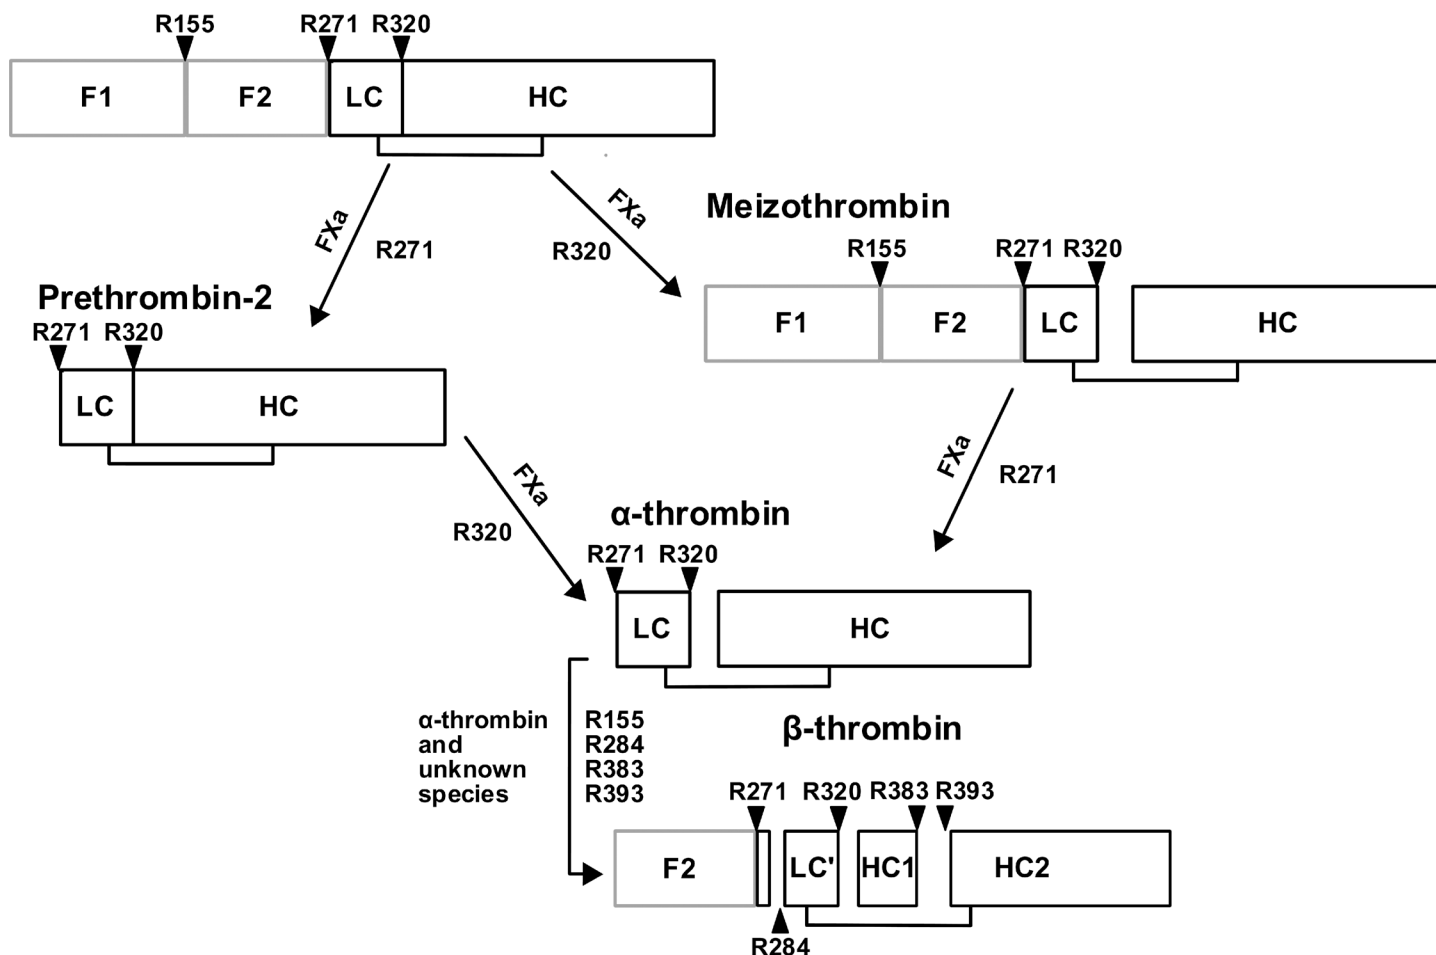 R155 R271 R320
F1 F2 LC HC
FXa
R271
FXa
R320
Meizothrombin
R155 R271 R320
F1 F2 LC HC
Prethrombin-2
R271 R320
LC HC
FXa
R320
FXa
R271
α-thrombin
R271 R320
LC HC
α-thrombin
and
unknown
species
R155
R284
R383
R393
β-thrombin
R271 R320 R383 R393
F2 LC' HC1 HC2
R284